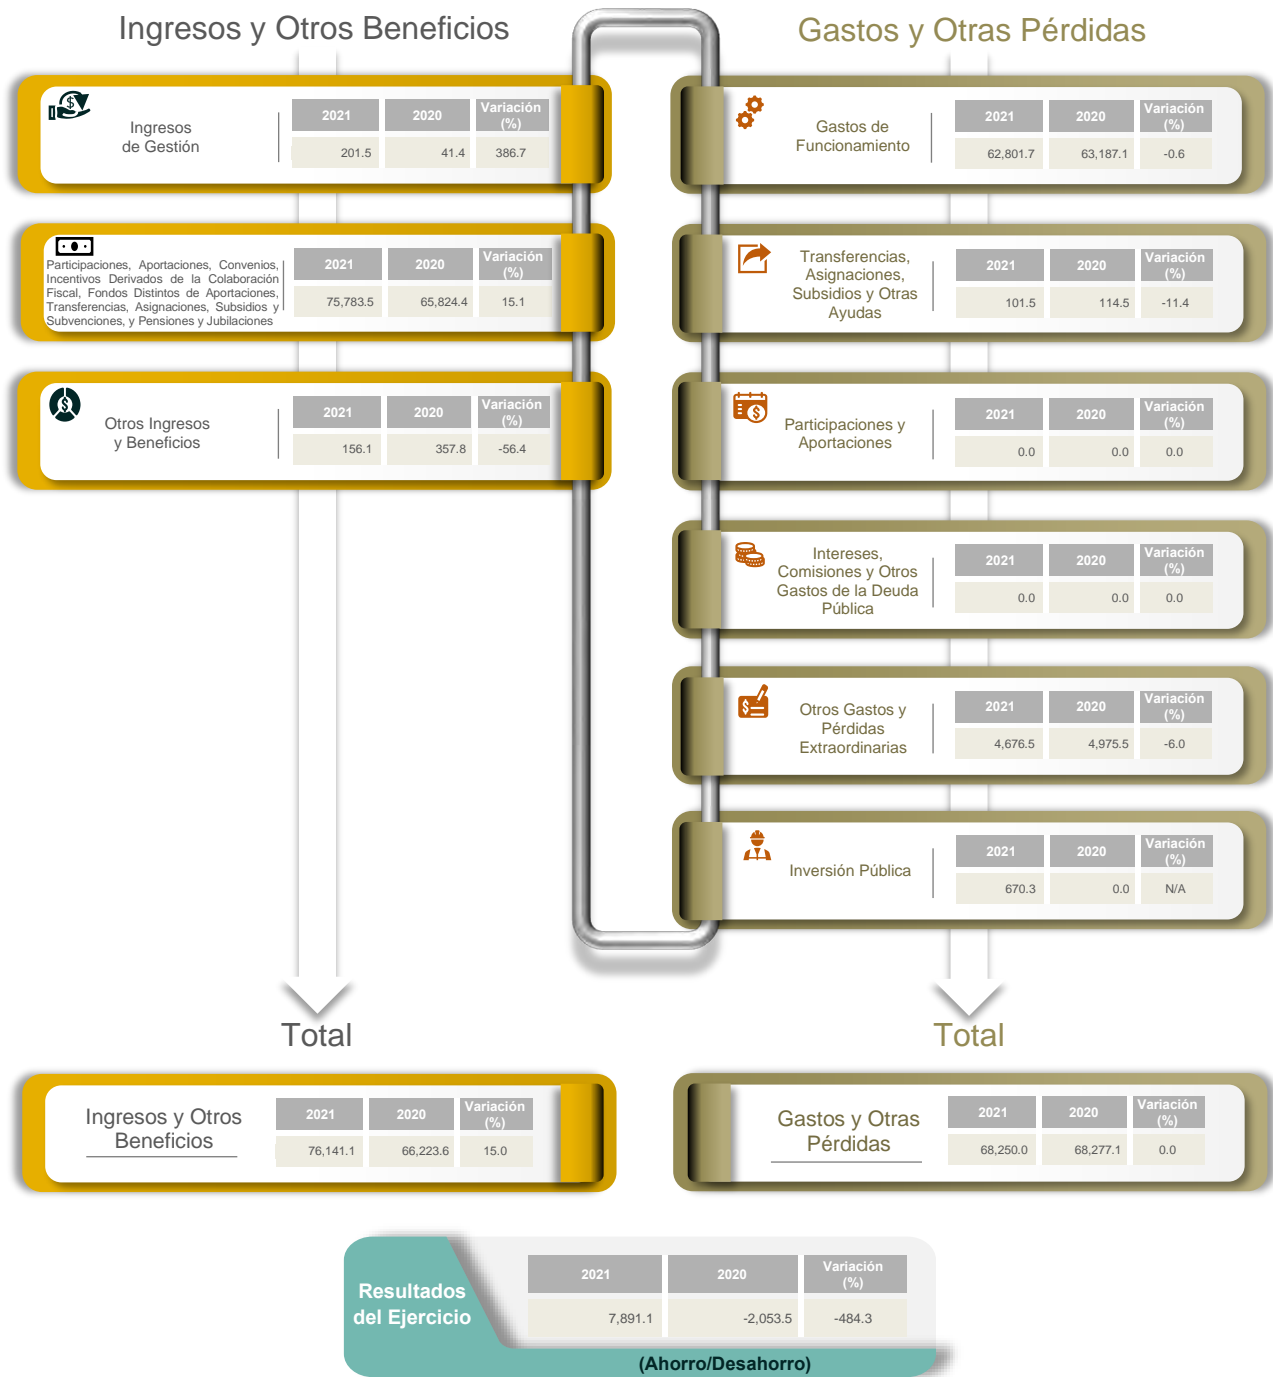 Ingresos y Otros Beneficios
Ingresos
de Gestión
2021 2020 Variación
(%)
201.5 41.4 386.7
Participaciones, Aportaciones, Convenios,
Incentivos Derivados de la Colaboración
Fiscal, Fondos Distintos de Aportaciones,
Transferencias, Asignaciones, Subsidios y
Subvenciones, y Pensiones y Jubilaciones
2021 2020 Variación
(%)
75,783.5 65,824.4 15.1
Otros Ingresos
y Beneficios
2021 2020 Variación
(%)
156.1 357.8 -56.4
Gastos y Otras Pérdidas
Gastos de
Funcionamiento
2021 2020 Variación
(%)
62,801.7 63,187.1 -0.6
Transferencias,
Asignaciones,
Subsidios y Otras
Ayudas
2021 2020 Variación
(%)
101.5 114.5 -11.4
Participaciones y
Aportaciones
2021 2020 Variación
(%)
0.0 0.0 0.0
Intereses,
Comisiones y Otros
Gastos de la Deuda
Pública
2021 2020 Variación
(%)
0.0 0.0 0.0
Otros Gastos y
Pérdidas
Extraordinarias
2021 2020 Variación
(%)
4,676.5 4,975.5 -6.0
Inversión Pública
2021 2020 Variación
(%)
670.3 0.0 N/A
Total
Ingresos y Otros
Beneficios
2021 2020 Variación
(%)
76,141.1 66,223.6 15.0
Total
Gastos y Otras
Pérdidas
2021 2020 Variación
(%)
68,250.0 68,277.1 0.0
Resultados
del Ejercicio
2021 2020 Variación
(%)
7,891.1 -2,053.5 -484.3
(Ahorro/Desahorro)